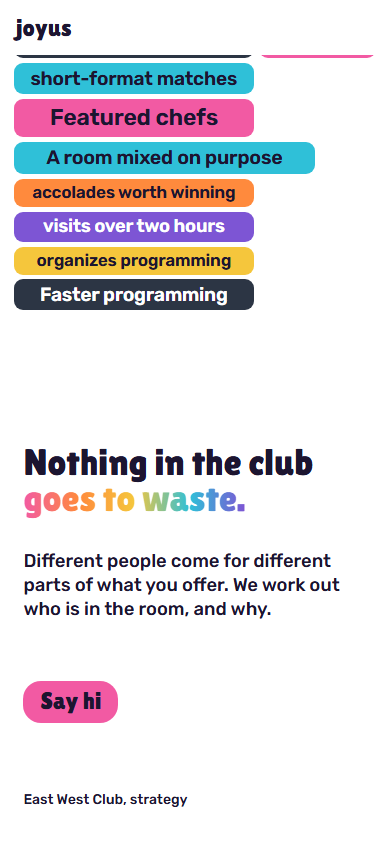 joyus
short-format matches
Featured chefs
A room mixed on purpose
accolades worth winning
visits over two hours
organizes programming
Faster programming
Nothing in the club
goes to waste.
Different people come for different
parts of what you offer. We work out
who is in the room, and why.
Say hi
East West Club, strategy